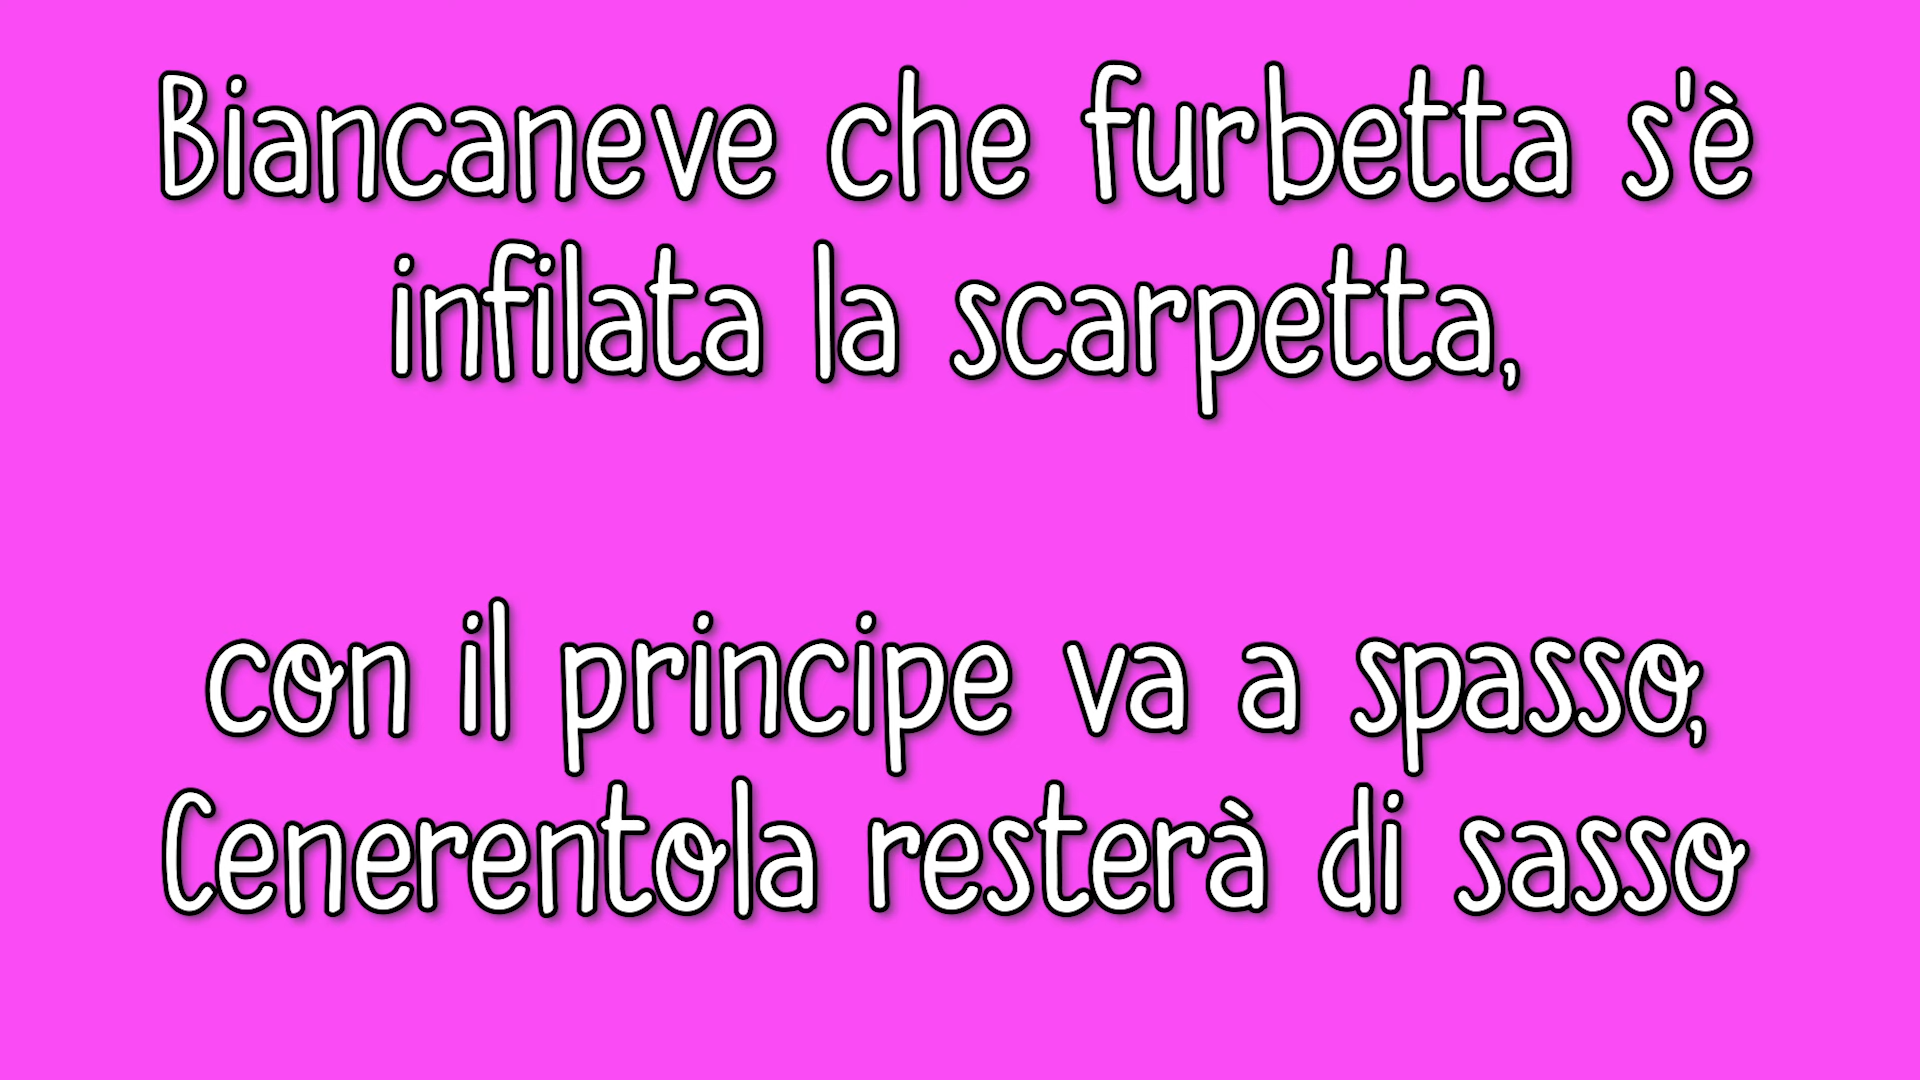 Biancaneve che furbetta s'è
infilata la scarpetta,
con il principe va a spasso,
Cenerentola resterà di sasso